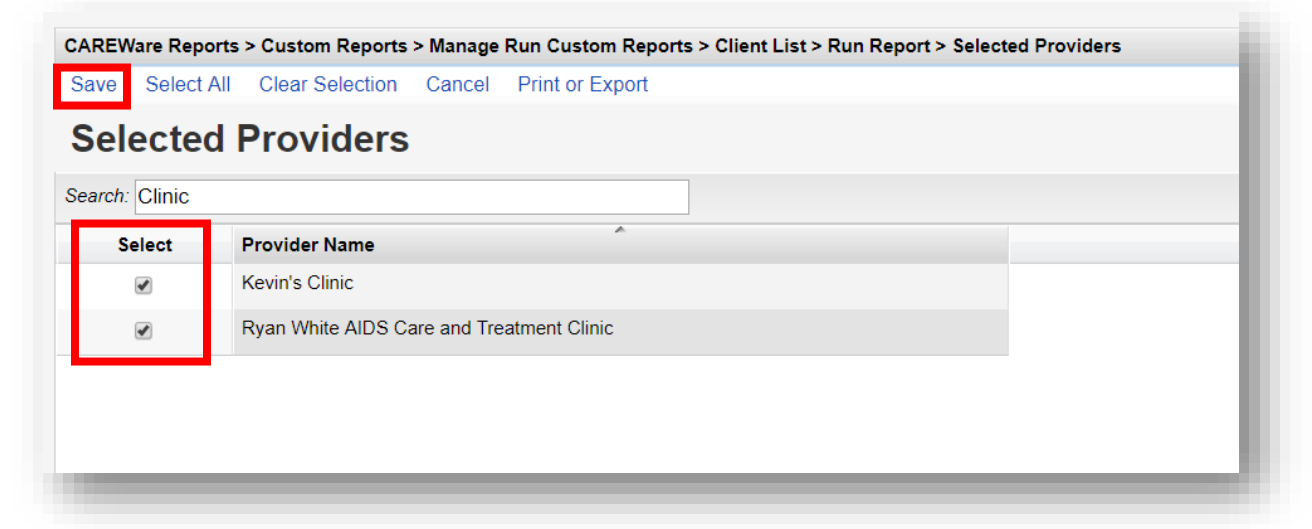 CAREWare Reports > Custom Reports > Manage Run Custom Reports > Client List > Run Report > Selected Providers
Save Select All Clear Selection Cancel Print or Export
Selected Providers
Search: Clinic
Select Provider Name
Kevin's Clinic
Ryan White AIDS Care and Treatment Clinic